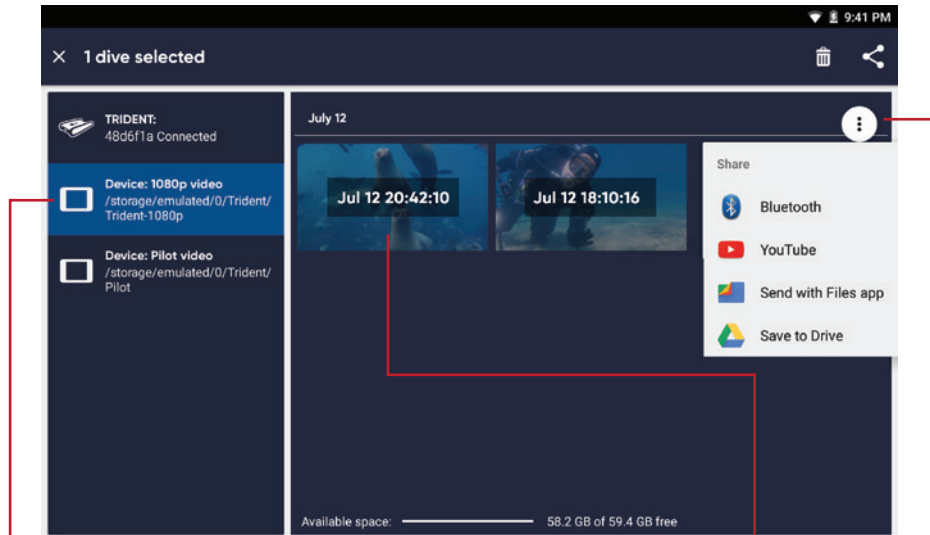 9:41 PM
1 dive selected
TRIDENT:
48d6f1a Connected
Device: 1080p video
/storage/emulated/0/Trident/
Trident-1080p
Device: Pilot video
/storage/emulated/0/Trident/
Pilot
July 12
Jul 12 20:42:10
Jul 12 18:10:16
Share
Bluetooth
YouTube
Send with Files app
Save to Drive
Available space:
58.2 GB of 59.4 GB free